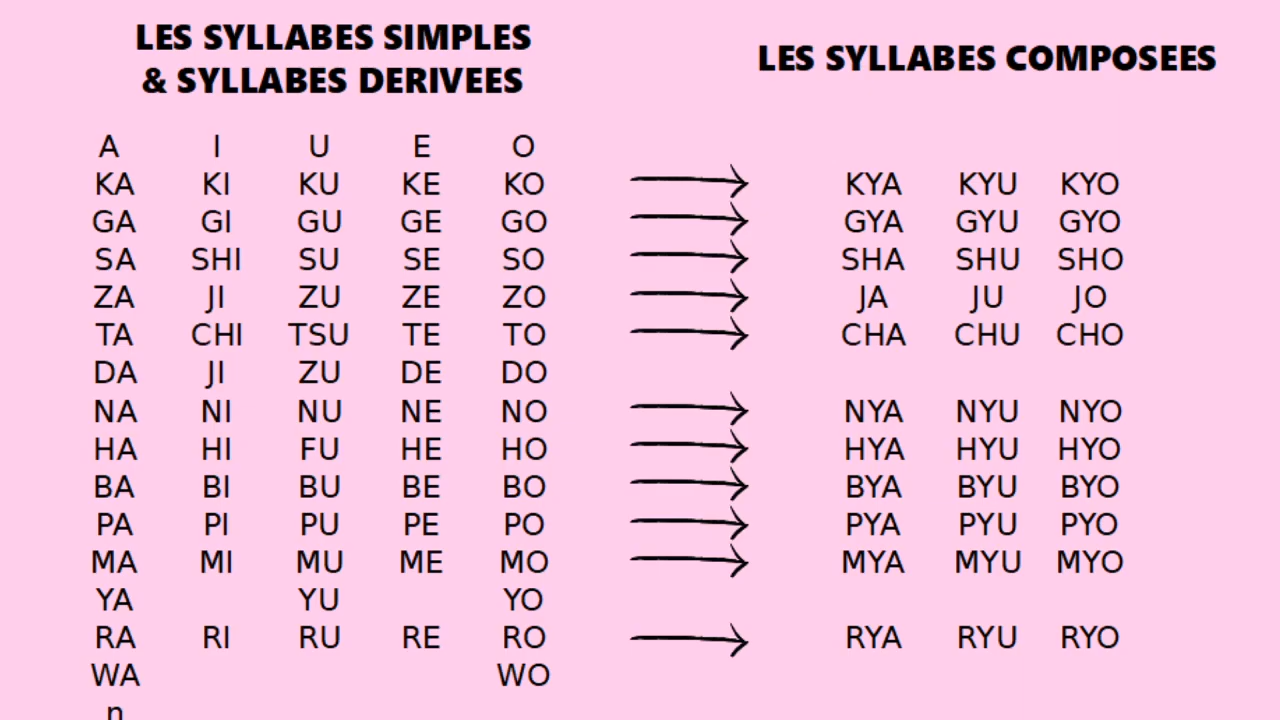 LES SYLLABES SIMPLES
& SYLLABES DERIVEES
LES SYLLABES COMPOSEES
A I U E O
KA KI KU KE KO KYA KYU KYO
GA GI GU GE GO GYA GYU GYO
SA SHI SU SE SO SHA SHU SHO
ZA JI ZU ZE ZO JA JU JO
TA CHI TSU TE TO CHA CHU CHO
DA JI ZU DE DO
NA NI NU NE NO NYA NYU NYO
HA HI FU HE HO HYA HYU HYO
BA BI BU BE BO BYA BYU BYO
PA PI PU PE PO PYA PYU PYO
MA MI MU ME MO MYA MYU MYO
YA YU YO
RA RI RU RE RO RYA RYU RYO
WA WO
n